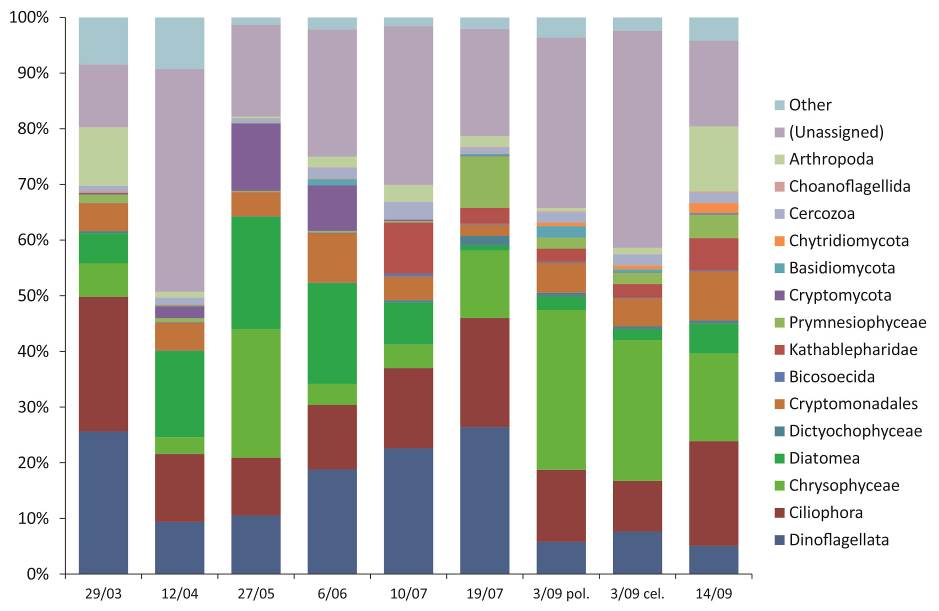 100%
90%
80%
70%
60%
50%
40%
30%
20%
10%
0%
29/03 12/04 27/05 6/06 10/07 19/07 3/09 pol. 3/09 cel. 14/09
Other
(Unassigned)
Arthropoda
Choanoflagellida
Cercozoa
Chytridiomycota
Basidiomycota
Cryptomycota
Prymnesiophyceae
Kathablepharidae
Bicosoecida
Cryptomonadales
Dictyochophyceae
Diatomea
Chrysophyceae
Ciliophora
Dinoflagellata